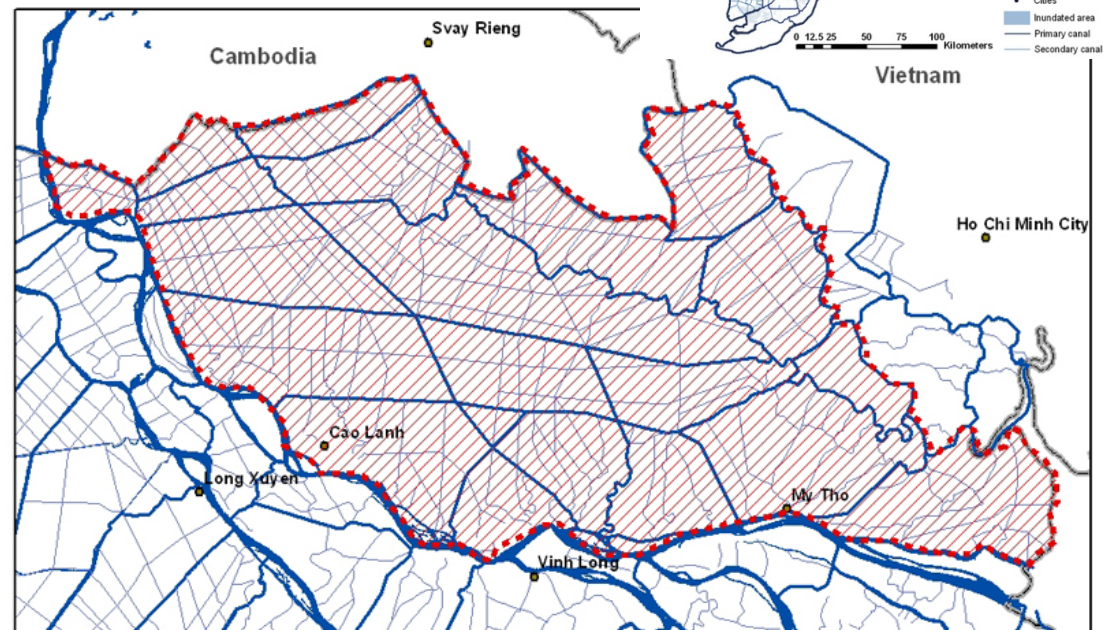 Cities
Inundated area
Primary canal
Secondary canal
0 12.5 25 50 75 100
Kilometers
Svay Rieng
Cambodia
Vietnam
Ho Chi Minh City
Cao Lanh
Long Xuyen
My Tho
Vinh Long